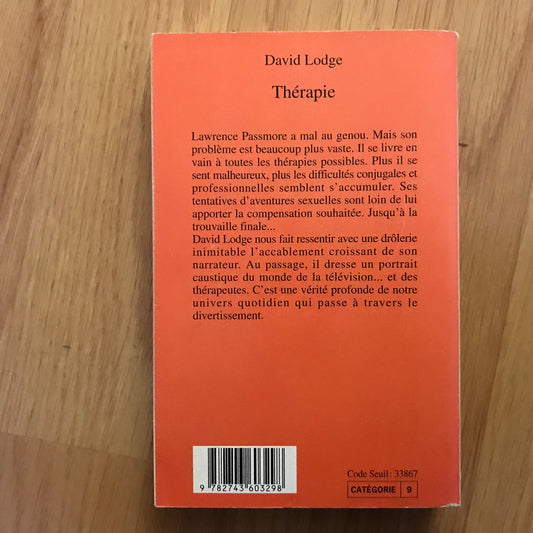 David Lodge
Thérapie
Lawrence Passmore a mal au genou. Mais son
problème est beaucoup plus vaste. Il se livre en
vain à toutes les thérapies possibles. Plus il se
sent malheureux, plus les difficultés conjugales et
professionnelles semblent s'accumuler. Ses
tentatives d'aventures sexuelles sont loin de lui
apporter la compensation souhaitée. Jusqu'à la
trouvaille finale...
David Lodge nous fait ressentir avec une drôlerie
inimitable l'accablement croissant de son
narrateur. Au passage, il dresse un portrait
caustique du monde de la télévision... et des
thérapeutes. C'est une vérité profonde de notre
univers quotidien qui passe à travers le
divertissement.
9 782743 603298
Code Seuil : 33867
CATÉGORIE 9